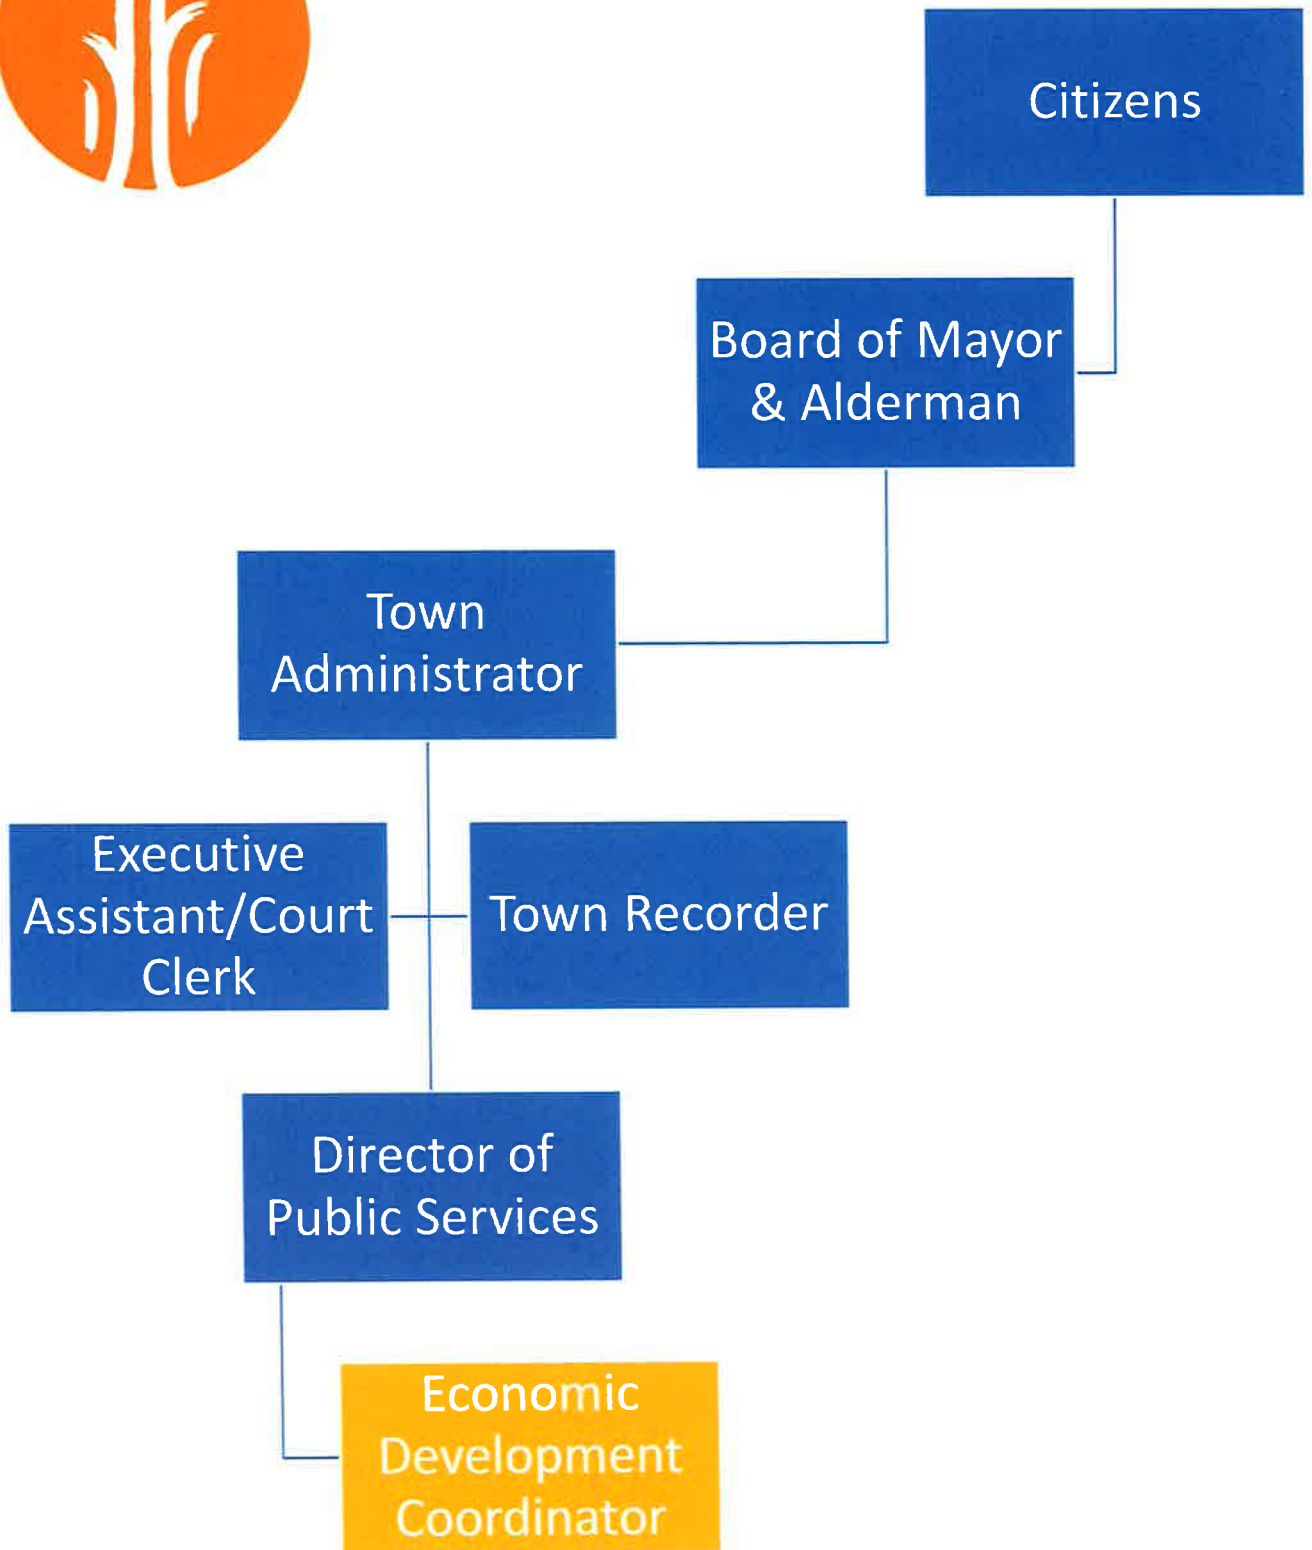 Citizens
Board of Mayor
& Alderman
Town
Administrator
Executive
Assistant/Court
Clerk
Town Recorder
Director of
Public Services
Economic
Development
Coordinator